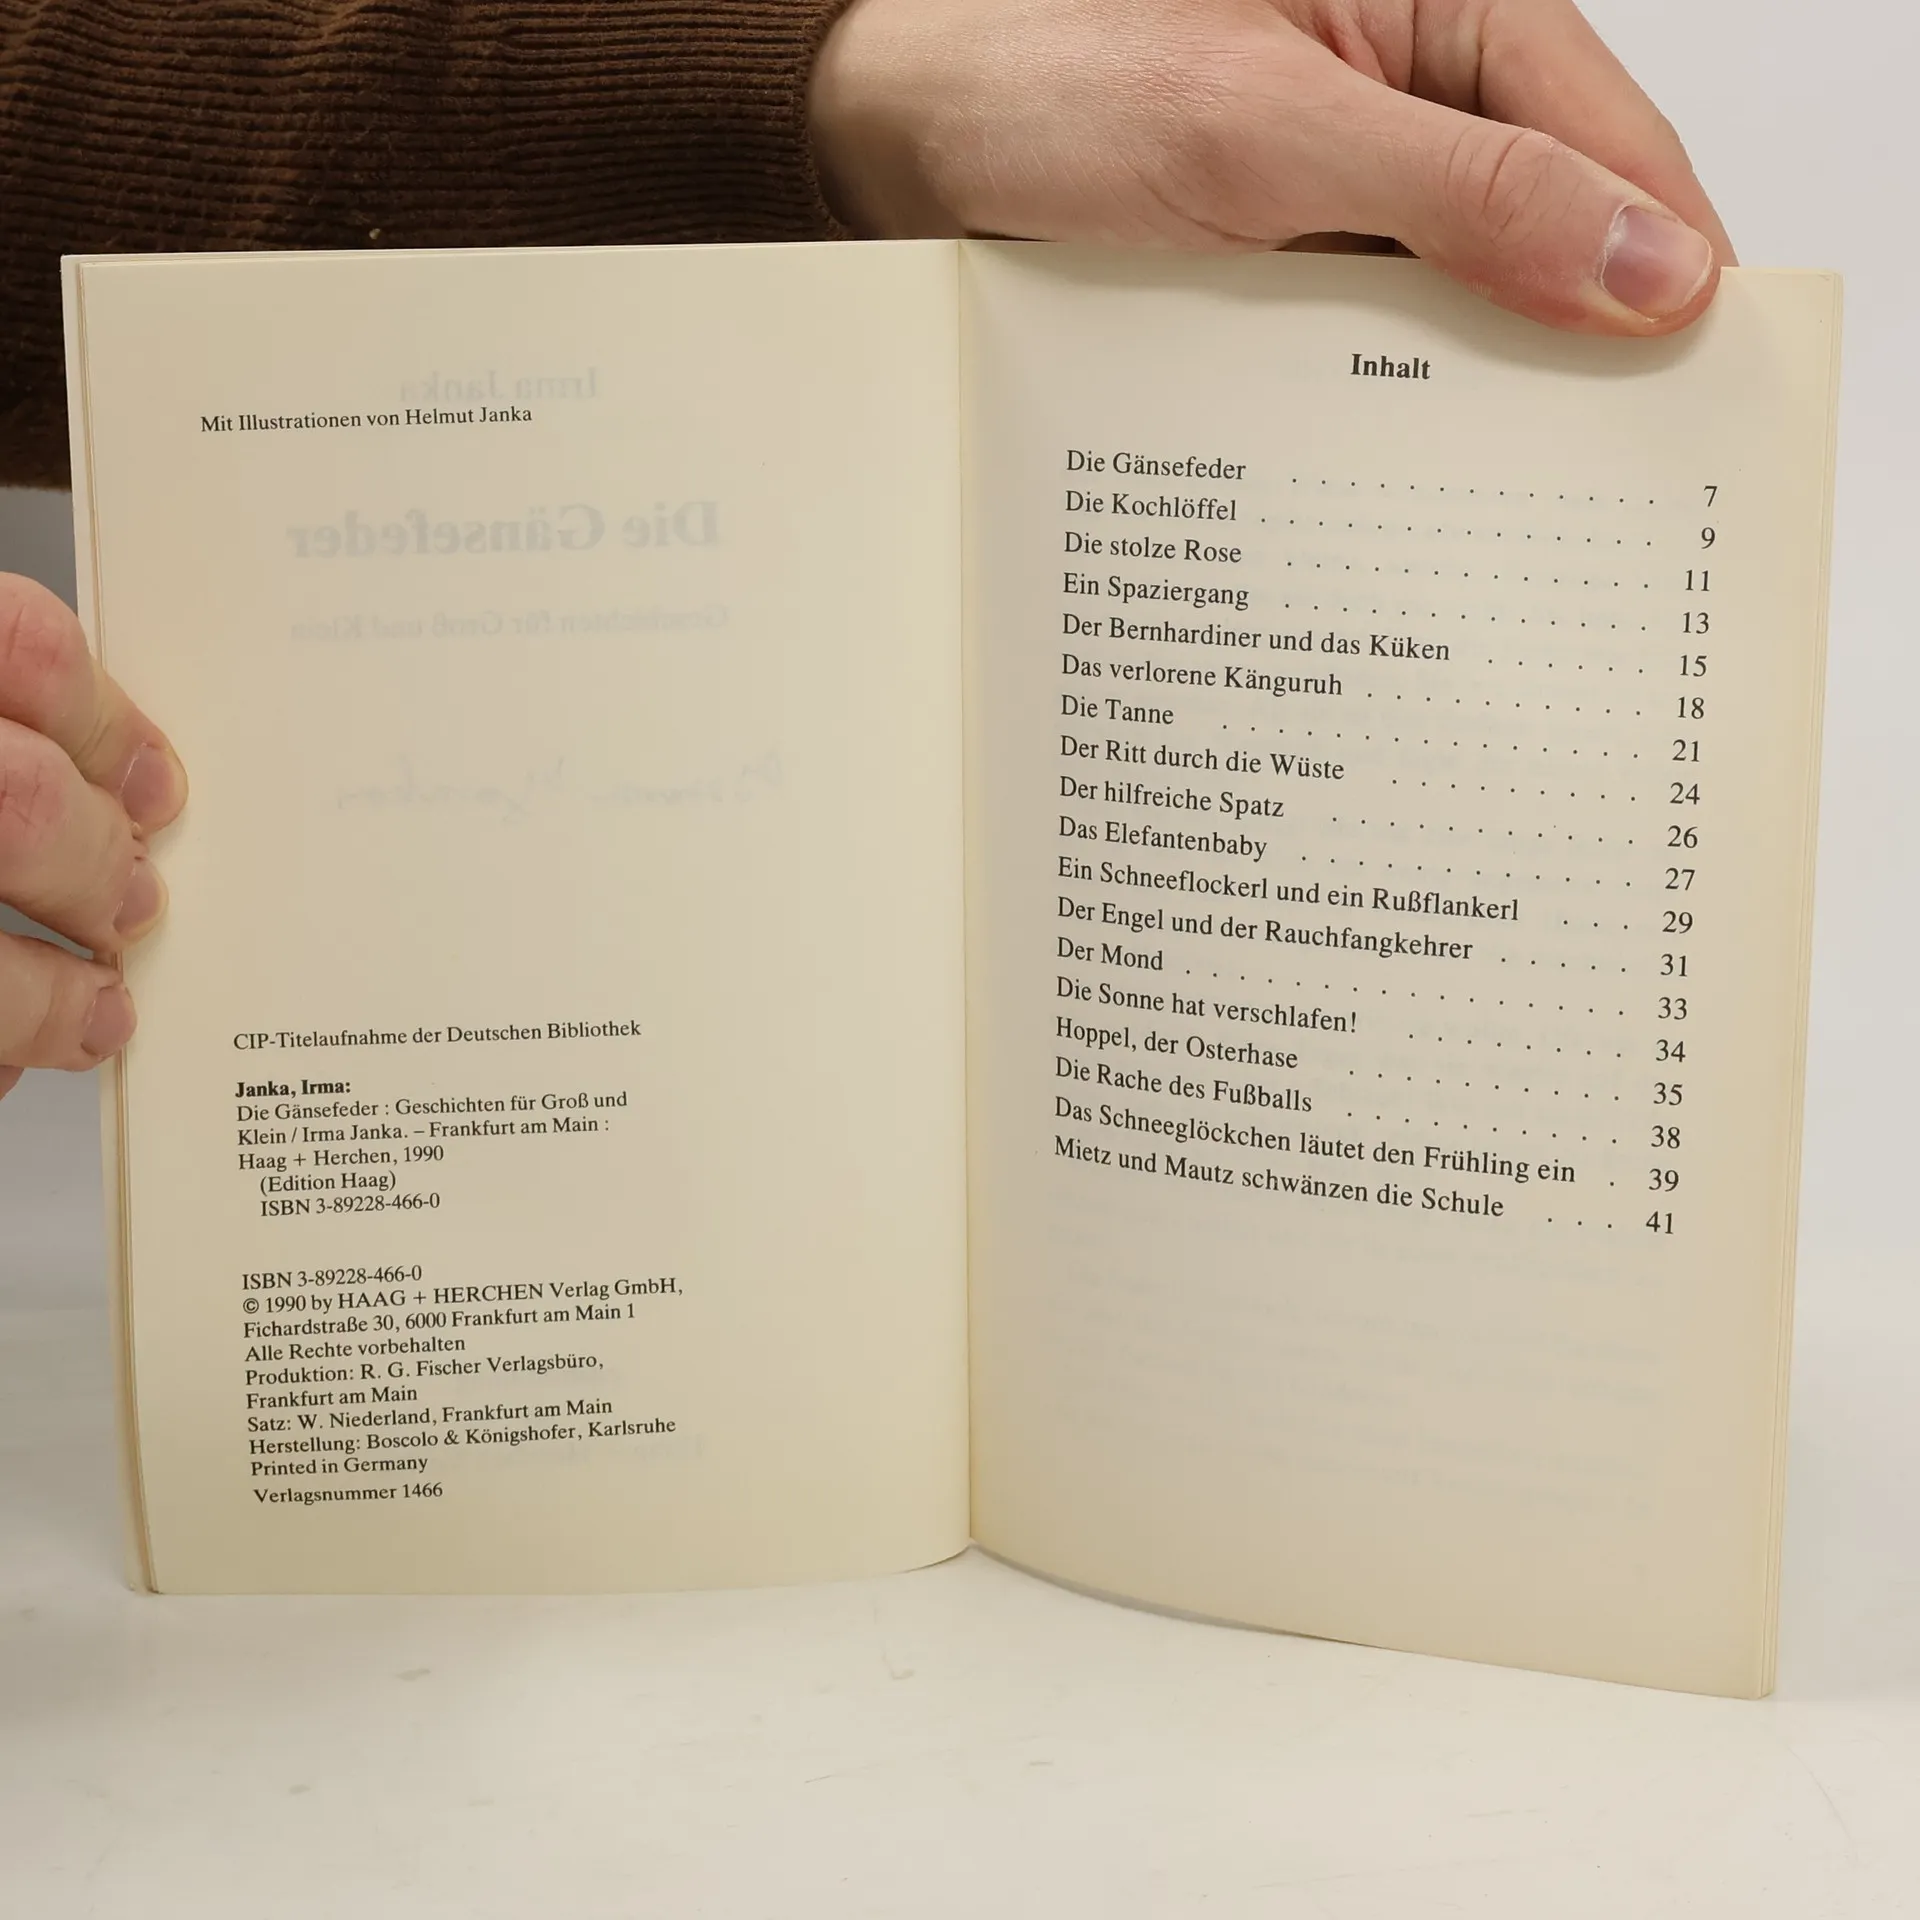 Mit Illustrationen von Helmut Janka
CIP-Titelaufnahme der Deutschen Bibliothek
Janka, Irma:
Die Gänsefeder : Geschichten für Groß und
Klein / Irma Janka. – Frankfurt am Main :
Haag + Herchen, 1990
(Edition Haag)
ISBN 3-89228-466-0
ISBN 3-89228-466-0
© 1990 by HAAG + HERCHEN Verlag GmbH,
Fichardstraße 30, 6000 Frankfurt am Main 1
Alle Rechte vorbehalten
Produktion: R. G. Fischer Verlagsbüro,
Frankfurt am Main
Satz: W. Niederland, Frankfurt am Main
Herstellung: Boscolo & Königshofer, Karlsruhe
Printed in Germany
Verlagsnummer 1466
Inhalt
Die Gänsefeder . . . . . . . . . . . . . 7
Die Kochlöffel . . . . . . . . . . . . . . 9
Die stolze Rose . . . . . . . . . . . . . 11
Ein Spaziergang . . . . . . . . . . . . . 13
Der Bernhardiner und das Küken . . . . . . 15
Das verlorene Känguruh . . . . . . . . . . 18
Die Tanne . . . . . . . . . . . . . . . 21
Der Ritt durch die Wüste . . . . . . . . . 24
Der hilfreiche Spatz . . . . . . . . . . . 26
Das Elefantenbaby . . . . . . . . . . . . 27
Ein Schneeflockerl und ein Rußflankerl . . . 29
Der Engel und der Rauchfangkehrer . . . . . 31
Der Mond . . . . . . . . . . . . . . . . 33
Die Sonne hat verschlafen! . . . . . . . . 34
Hoppel, der Osterhase . . . . . . . . . . 35
Die Rache des Fußballs . . . . . . . . . . 38
Das Schneeglöckchen läutet den Frühling ein . 39
Mietz und Mautz schwänzen die Schule . . . 41